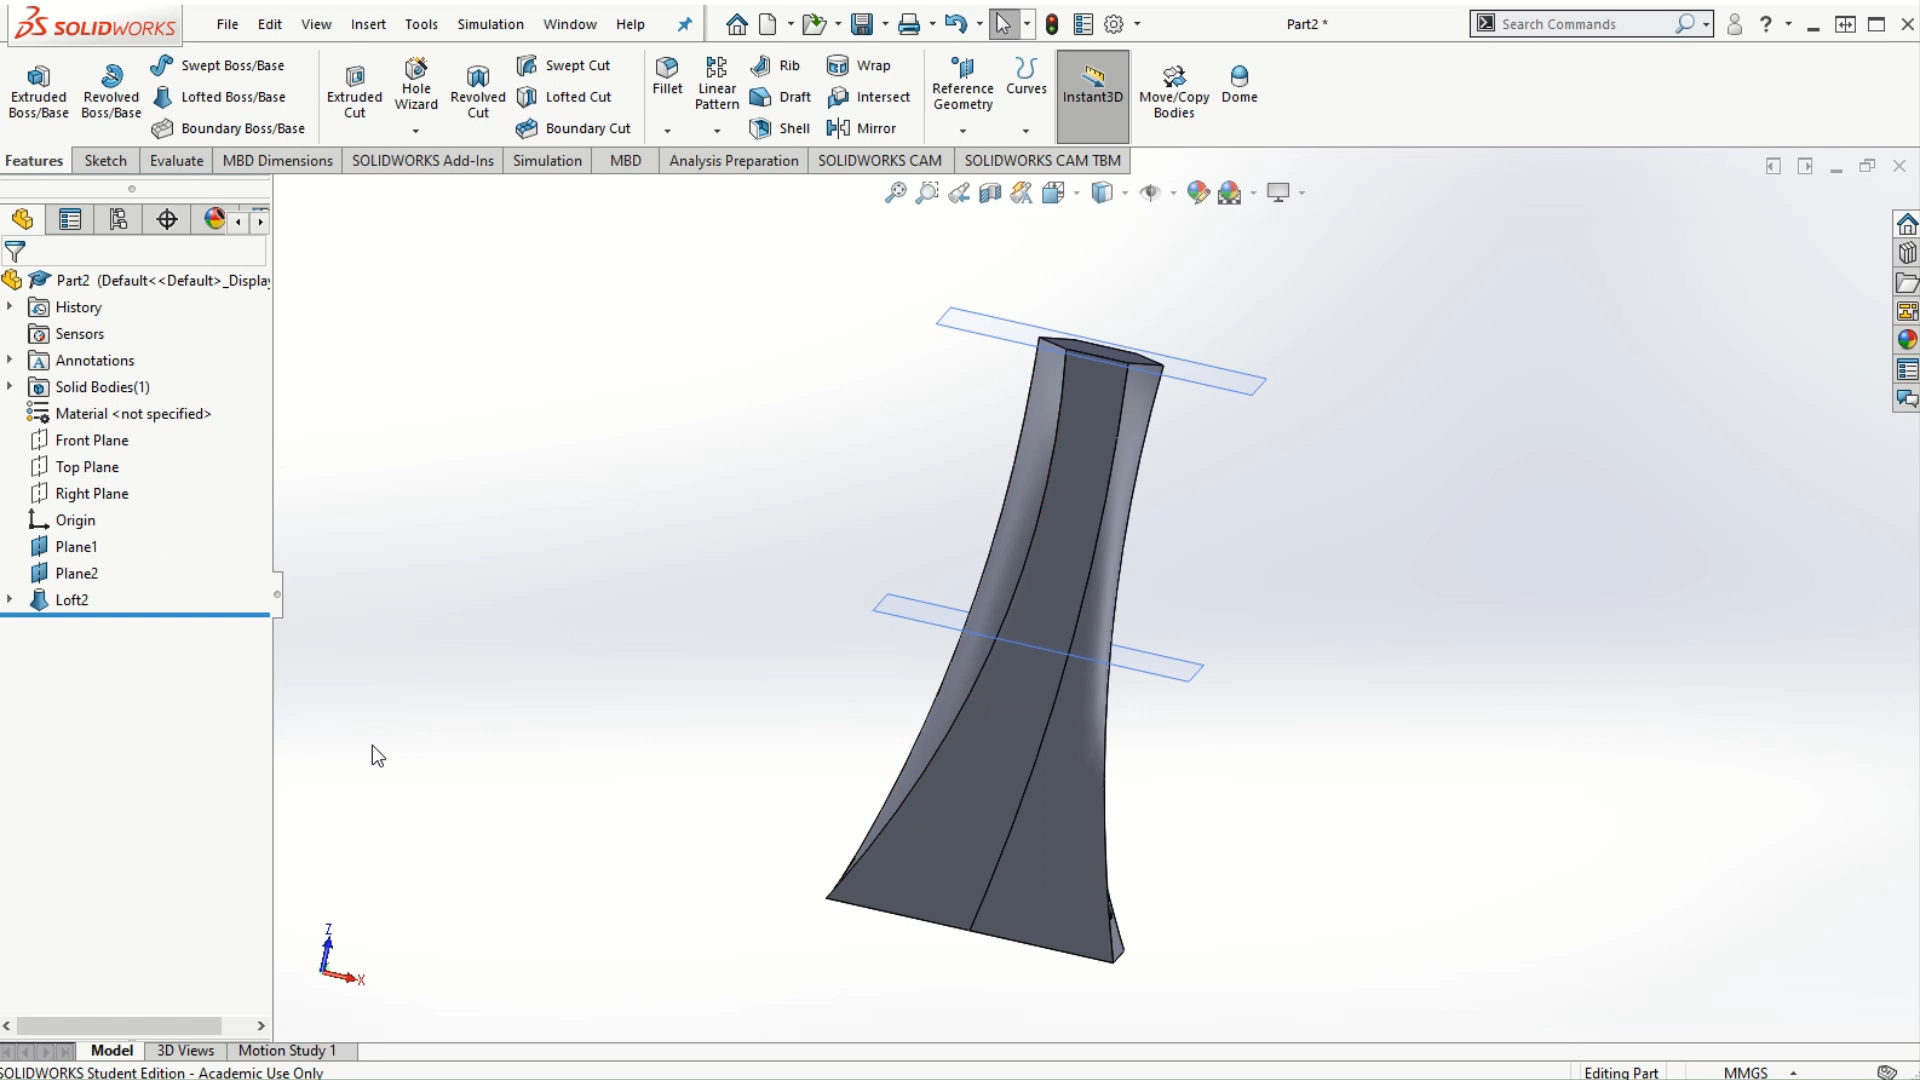 SOLIDWORKS File Edit View Insert Tools Simulation Window Help Part2 * Search Commands ?
Extruded Boss/Base
Revolved Boss/Base
Swept Boss/Base
Lofted Boss/Base
Boundary Boss/Base
Extruded Cut
Hole Wizard
Revolved Cut
Swept Cut
Lofted Cut
Boundary Cut
Fillet
Linear Pattern
Rib
Draft
Shell
Wrap
Intersect
Mirror
Reference Geometry
Curves
Instant3D
Move/Copy Bodies
Dome
Features Sketch Evaluate MBD Dimensions SOLIDWORKS Add-Ins Simulation MBD Analysis Preparation SOLIDWORKS CAM SOLIDWORKS CAM TBM
Part2 (Default<<Default>_Display
History
Sensors
Annotations
Solid Bodies(1)
Material <not specified>
Front Plane
Top Plane
Right Plane
Origin
Plane1
Plane2
Loft2
Z
X
Model 3D Views Motion Study 1
SOLIDWORKS Student Edition - Academic Use Only Editing Part MMGS